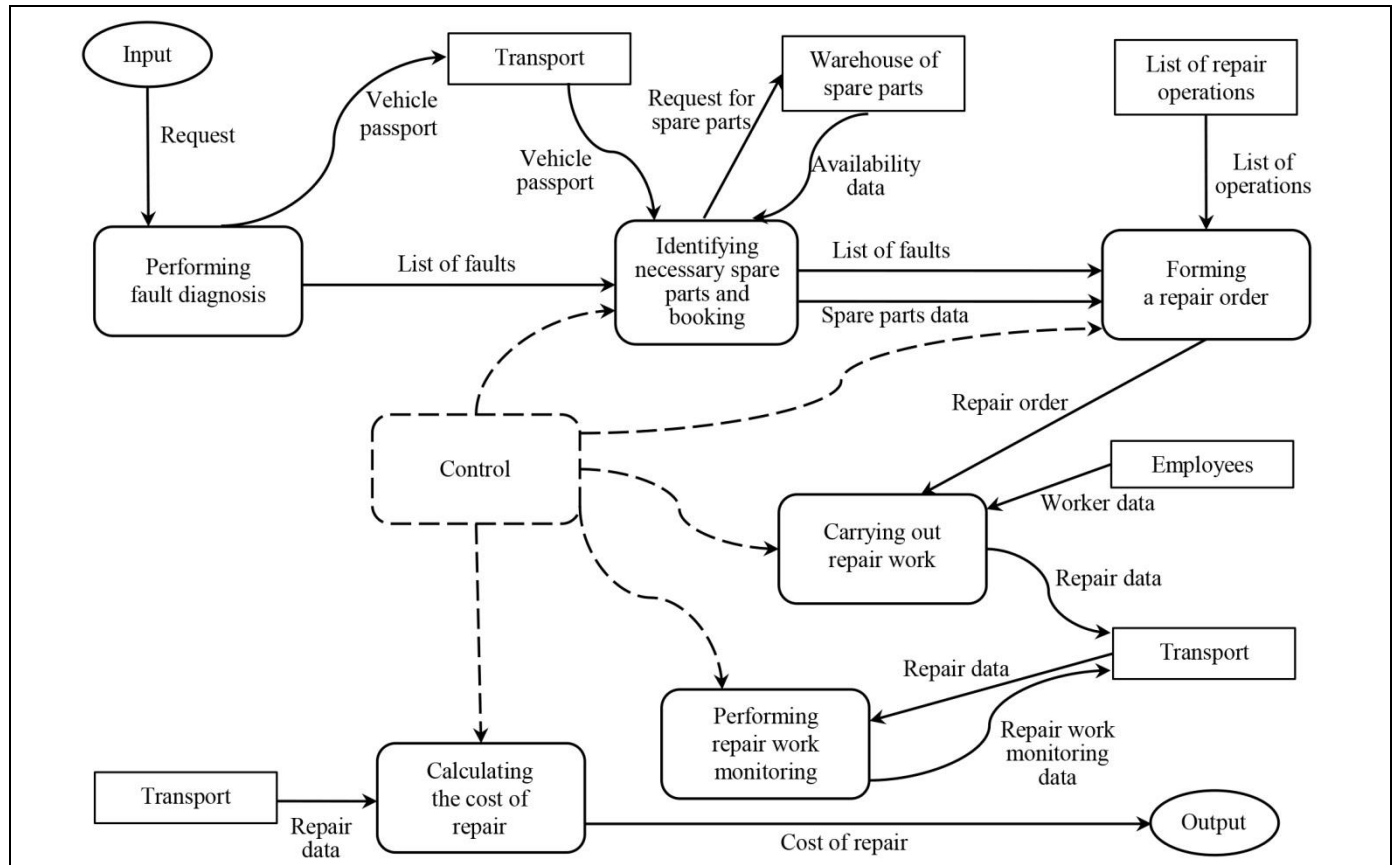 Input
Request
Vehicle
passport
Transport
Vehicle
passport
Request for
spare parts
Warehouse of
spare parts
Availability
data
List of repair
operations
List of
operations
Performing
fault diagnosis
List of faults
Identifying
necessary spare
parts and
booking
List of faults
Spare parts data
Forming
a repair order
Control
Repair order
Employees
Worker data
Carrying out
repair work
Repair data
Transport
Repair data
Performing
repair work
monitoring
Repair work
monitoring
data
Transport
Repair
data
Calculating
the cost of
repair
Cost of repair
Output